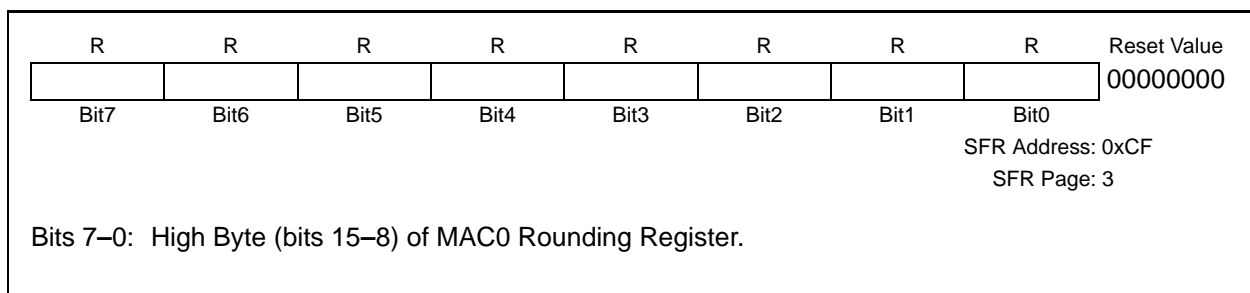 R R R R R R R R Reset Value
00000000
Bit7 Bit6 Bit5 Bit4 Bit3 Bit2 Bit1 Bit0
SFR Address: 0xCF
SFR Page: 3
Bits 7–0: High Byte (bits 15–8) of MAC0 Rounding Register.